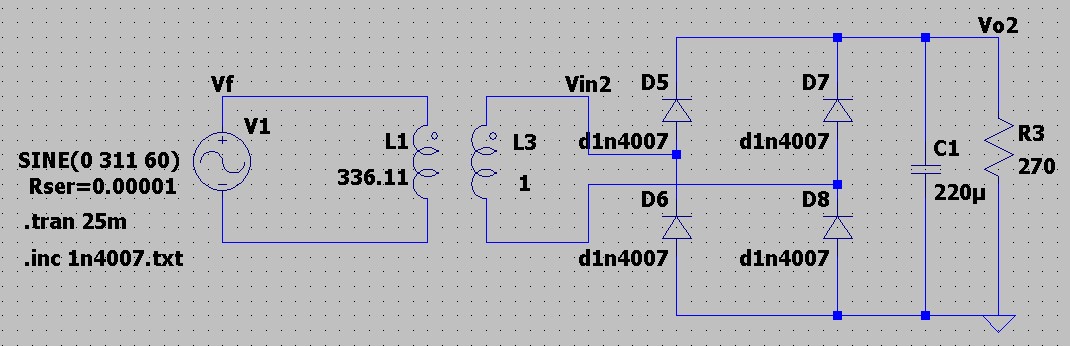 Vo2
Vf
Vin2
D5
D7
V1
L1
L3
d1n4007
d1n4007
R3
C1
SINE(0 311 60)
336.11
1
270
Rser=0.00001
220µ
D6
D8
.tran 25m
.inc 1n4007.txt
d1n4007
d1n4007